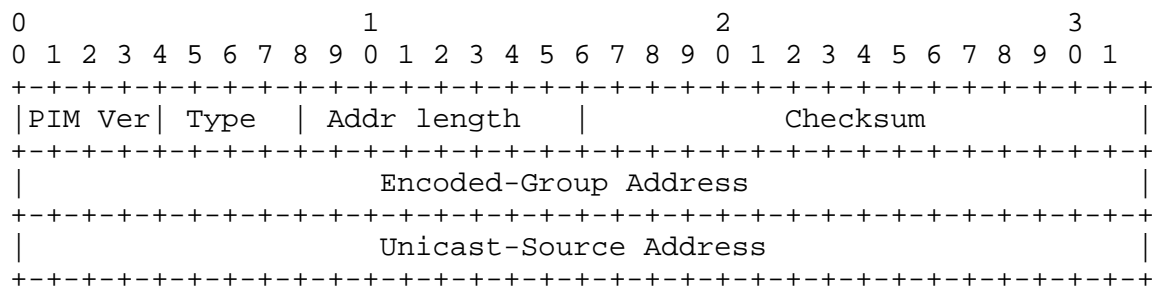 0                   1                   2                   3
0 1 2 3 4 5 6 7 8 9 0 1 2 3 4 5 6 7 8 9 0 1 2 3 4 5 6 7 8 9 0 1
+-+-+-+-+-+-+-+-+-+-+-+-+-+-+-+-+-+-+-+-+-+-+-+-+-+-+-+-+-+-+-+-+
|PIM Ver| Type  | Addr length   |           Checksum            |
+-+-+-+-+-+-+-+-+-+-+-+-+-+-+-+-+-+-+-+-+-+-+-+-+-+-+-+-+-+-+-+-+
|                    Encoded-Group Address                      |
+-+-+-+-+-+-+-+-+-+-+-+-+-+-+-+-+-+-+-+-+-+-+-+-+-+-+-+-+-+-+-+-+
|                    Unicast-Source Address                     |
+-+-+-+-+-+-+-+-+-+-+-+-+-+-+-+-+-+-+-+-+-+-+-+-+-+-+-+-+-+-+-+-+